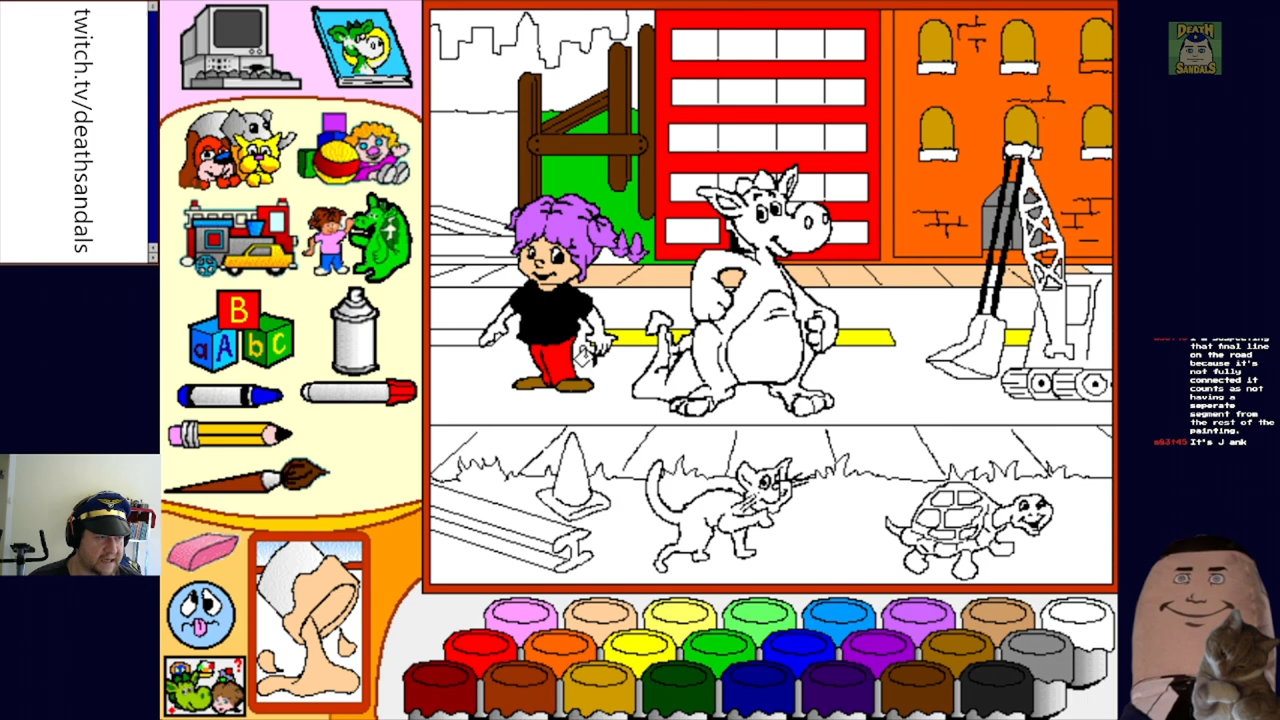 twitch.tv/deathsandals
DEATH
SANDALS
B
a A b C
that final line
on the road
because it's
not fully
connected it
counts as not
having a
seperate
segment from
the rest of the
painting.
It's J ank
?